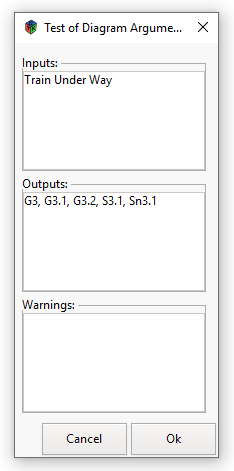 Test of Diagram Argume...
Inputs:
Train Under Way
Outputs:
G3, G3.1, G3.2, S3.1, Sn3.1
Warnings:
Cancel
Ok